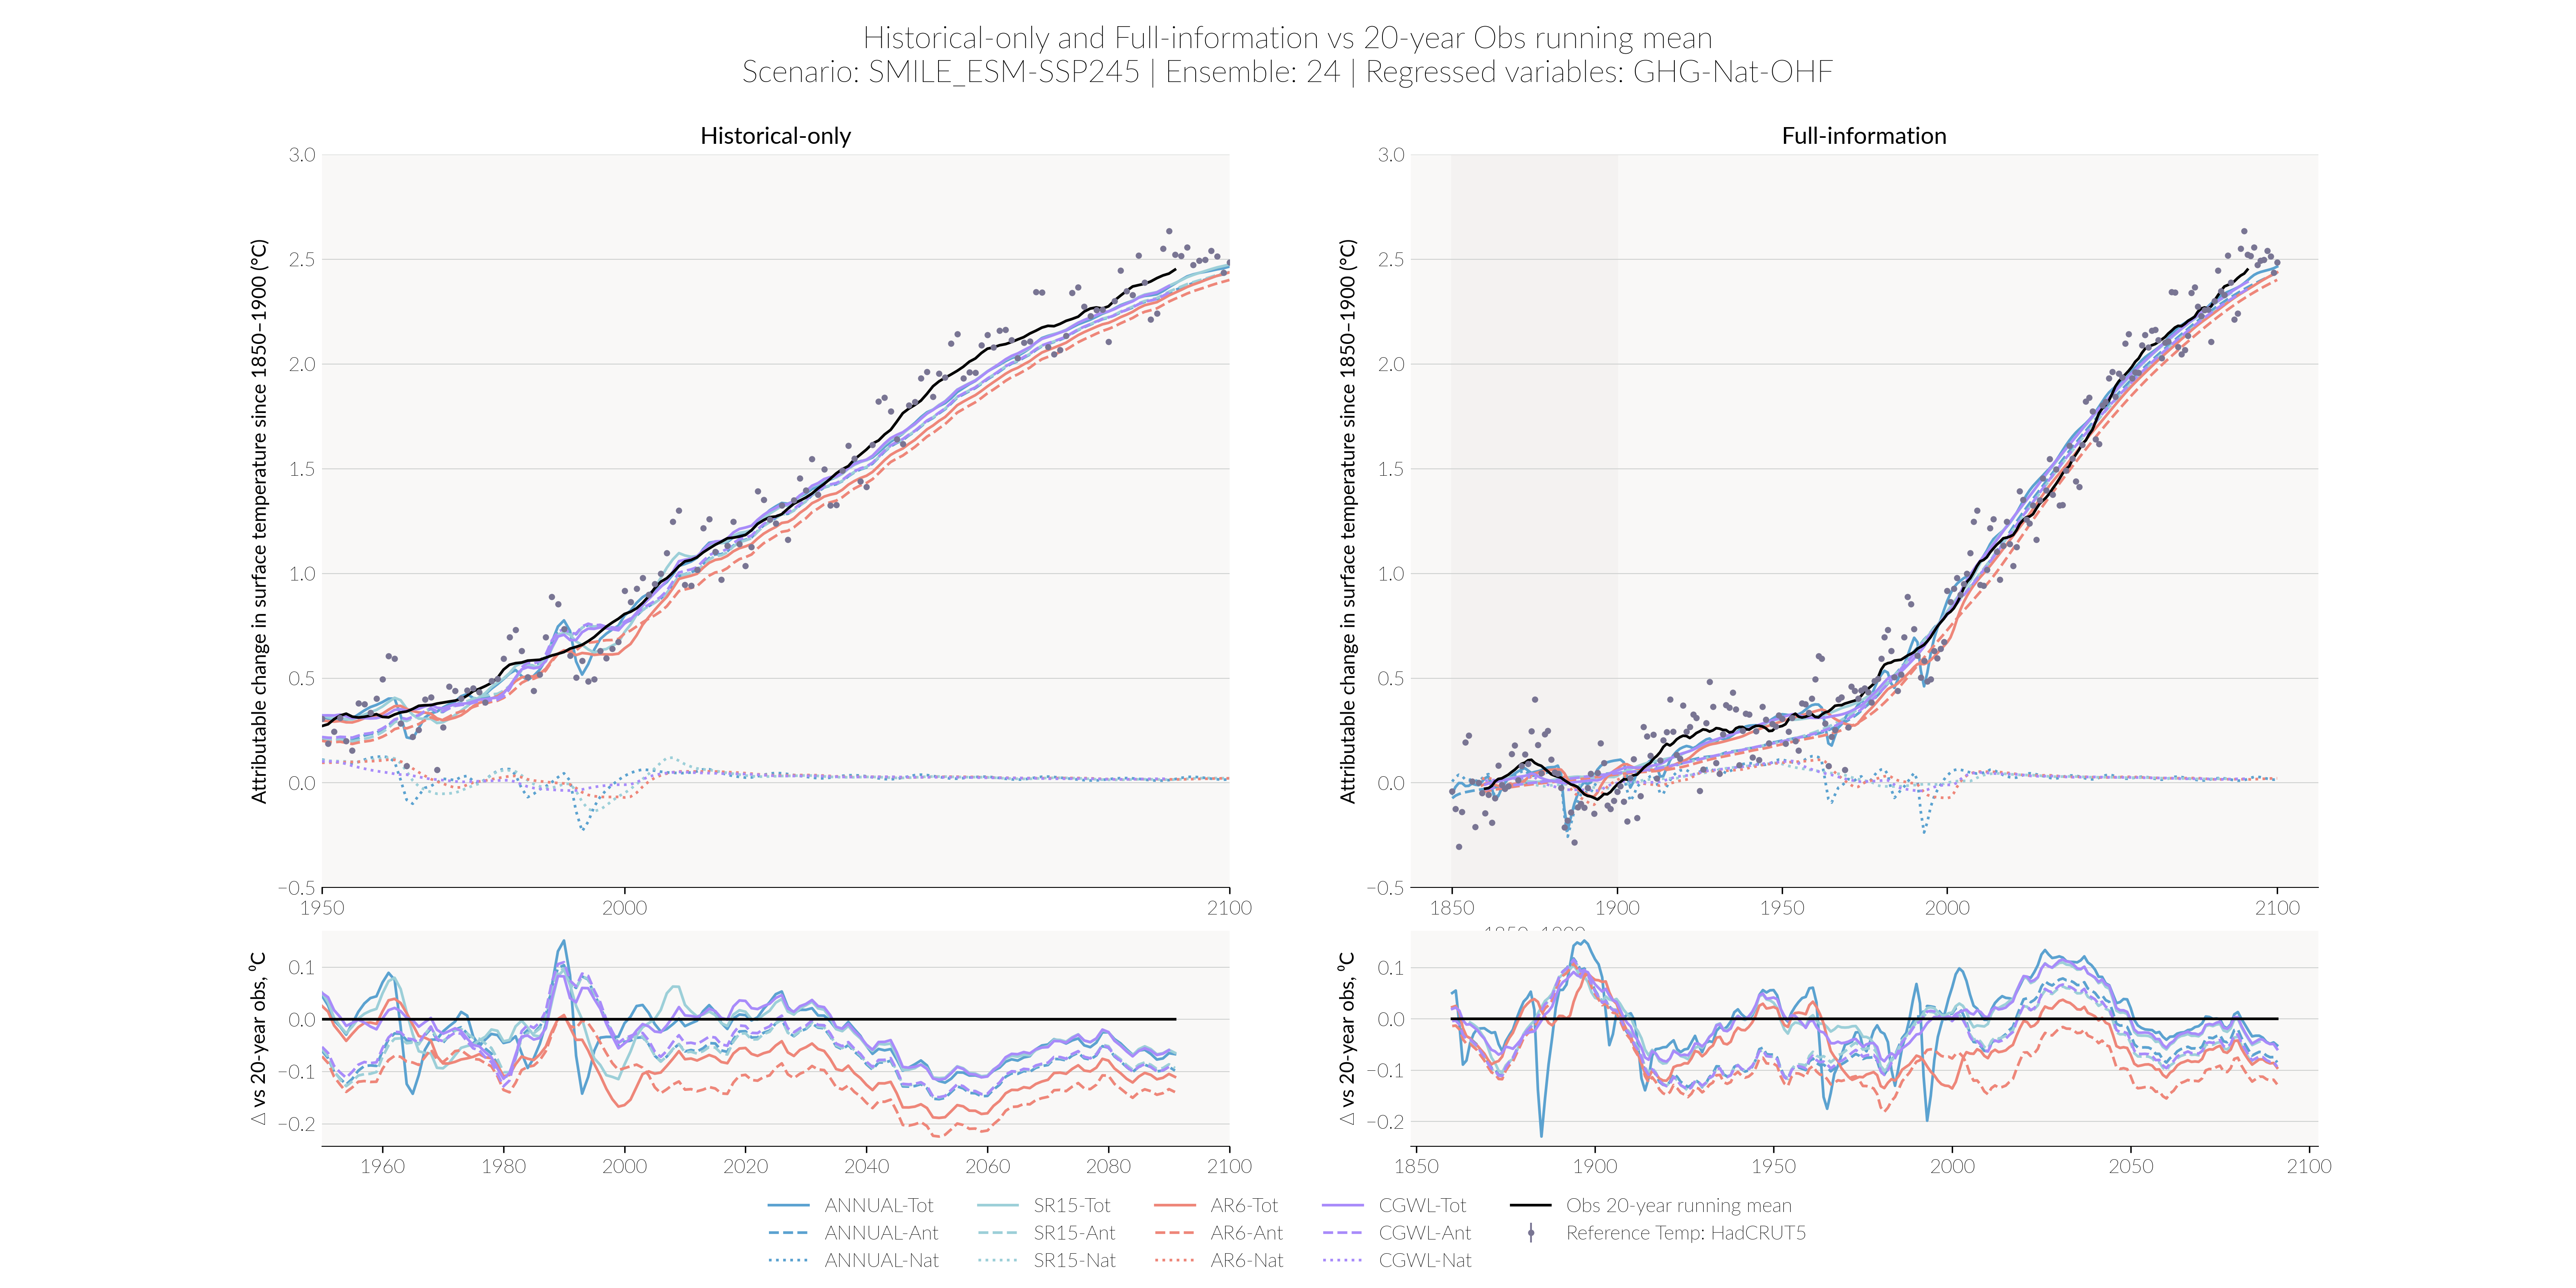 Historical-only and Full-information vs 20-year Obs running mean
Scenario: SMILE_ESM-SSP245 | Ensemble: 24 | Regressed variables: GHG-Nat-OHF
Historical-only
Attributable change in surface temperature since 1850–1900 (°C)
3.0
2.5
2.0
1.5
1.0
0.5
0.0
−0.5
1950 2000 2100
Full-information
Attributable change in surface temperature since 1850–1900 (°C)
3.0
2.5
2.0
1.5
1.0
0.5
0.0
−0.5
1850 1900 1950 2000 2100
△ vs 20-year obs, °C
0.1
0.0
−0.1
−0.2
1960 1980 2000 2020 2040 2060 2080 2100
△ vs 20-year obs, °C
0.1
0.0
−0.1
−0.2
1850 1900 1950 2000 2050 2100
ANNUAL-Tot SR15-Tot AR6-Tot CGWL-Tot Obs 20-year running mean
ANNUAL-Ant SR15-Ant AR6-Ant CGWL-Ant Reference Temp: HadCRUT5
ANNUAL-Nat SR15-Nat AR6-Nat CGWL-Nat